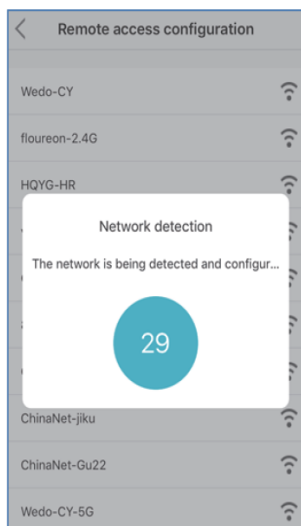 Remote access configuration
Wedo-CY
floureon-2.4G
HQYG-HR
Network detection
The network is being detected and configur...
29
ChinaNet-jiku
ChinaNet-Gu22
Wedo-CY-5G